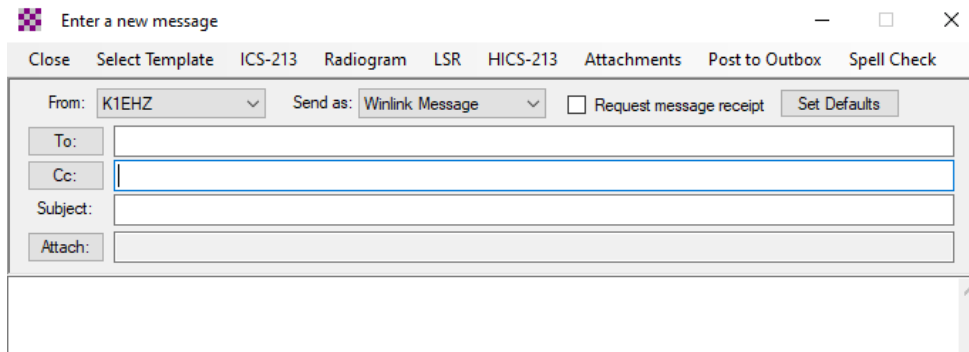 Enter a new message
Close Select Template ICS-213 Radiogram LSR HICS-213 Attachments Post to Outbox Spell Check
From: K1EHZ Send as: Winlink Message Request message receipt Set Defaults
To:
Cc:
Subject:
Attach: